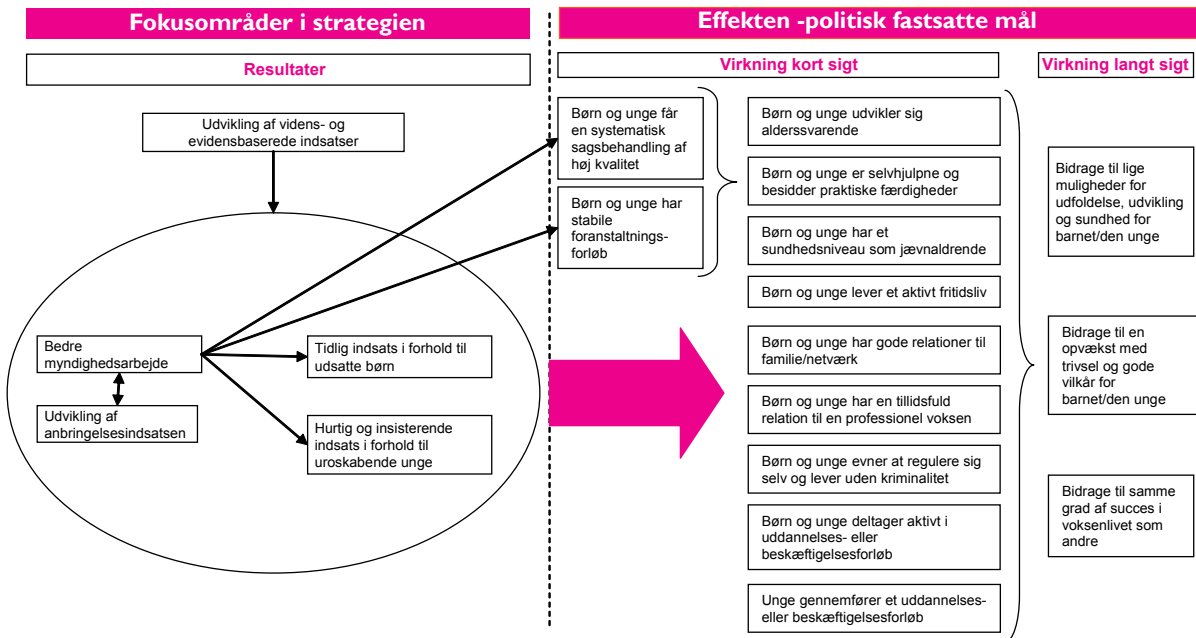 Fokusområder i strategien
Resultater
Udvikling af videns- og
evidensbaserede indsatser
Bedre
myndighedsarbejde
Udvikling af
anbringelsesindsatsen
Tidlig indsats i forhold til
udsatte børn
Hurtig og insisterende
indsats i forhold til
uroskabende unge
Effekten -politisk fastsatte mål
Virkning kort sigt
Børn og unge får
en systematisk
sagsbehandling af
høj kvalitet
Børn og unge har
stabile
foranstaltnings-
forløb
Børn og unge udvikler sig
alderssvarende
Børn og unge er selvhjulpne og
besidder praktiske færdigheder
Børn og unge har et
sundhedsniveau som jævnaldrende
Børn og unge lever et aktivt fritidsliv
Børn og unge har gode relationer til
familie/netværk
Børn og unge har en tillidsfuld
relation til en professionel voksen
Børn og unge evner at regulere sig
selv og lever uden kriminalitet
Børn og unge deltager aktivt i
uddannelses- eller
beskæftigelsesforløb
Unge gennemfører et uddannelses-
eller beskæftigelsesforløb
Virkning langt sigt
Bidrage til lige
muligheder for
udfoldelse, udvikling
og sundhed for
barnet/den unge
Bidrage til en
opvækst med
trivsel og gode
vilkår for
barnet/den unge
Bidrage til samme
grad af succes i
voksenlivet som
andre